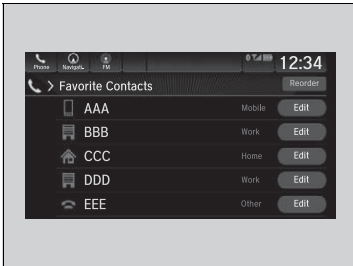 Phone Navigati.. FM 12:34
Favorite Contacts Reorder
AAA Mobile Edit
BBB Work Edit
CCC Home Edit
DDD Work Edit
EEE Other Edit